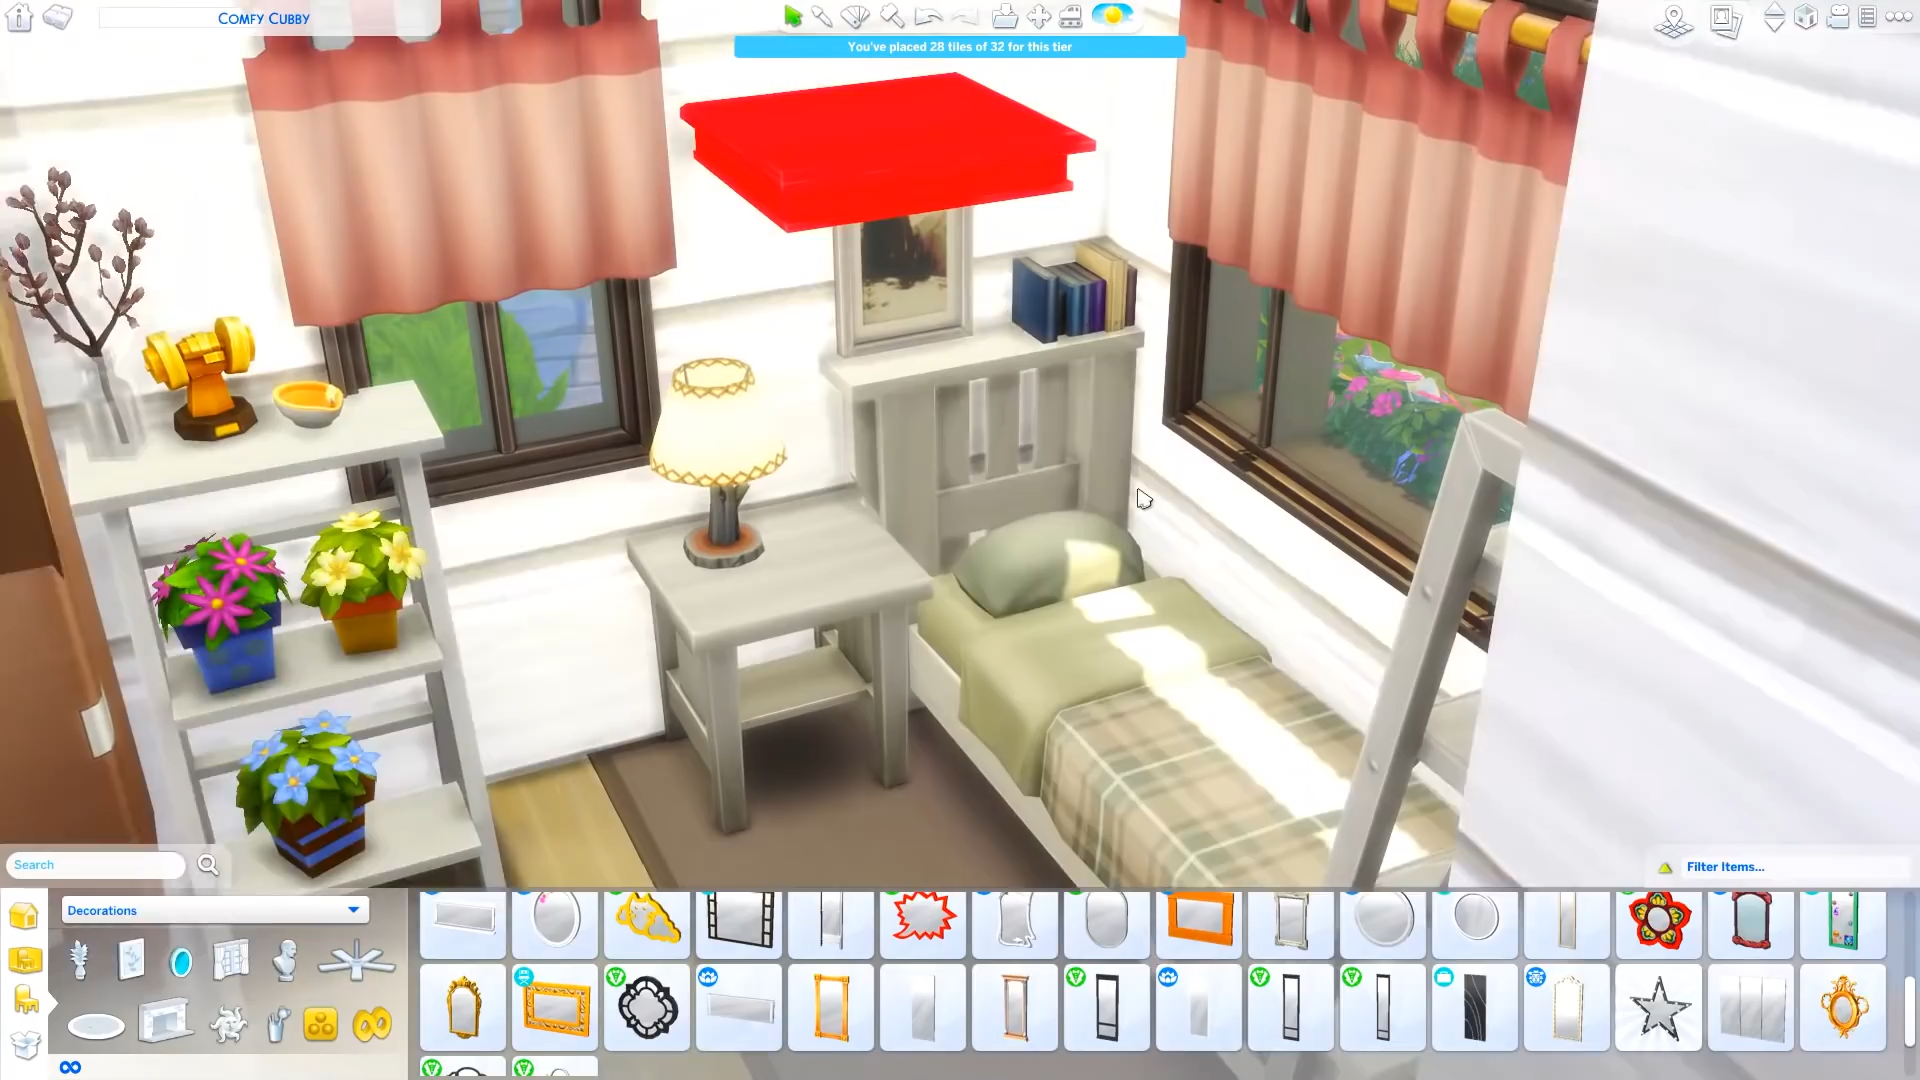 Comfy Cubby
You've placed 28 tiles of 32 for this tier
Search
Filter Items...
Decorations